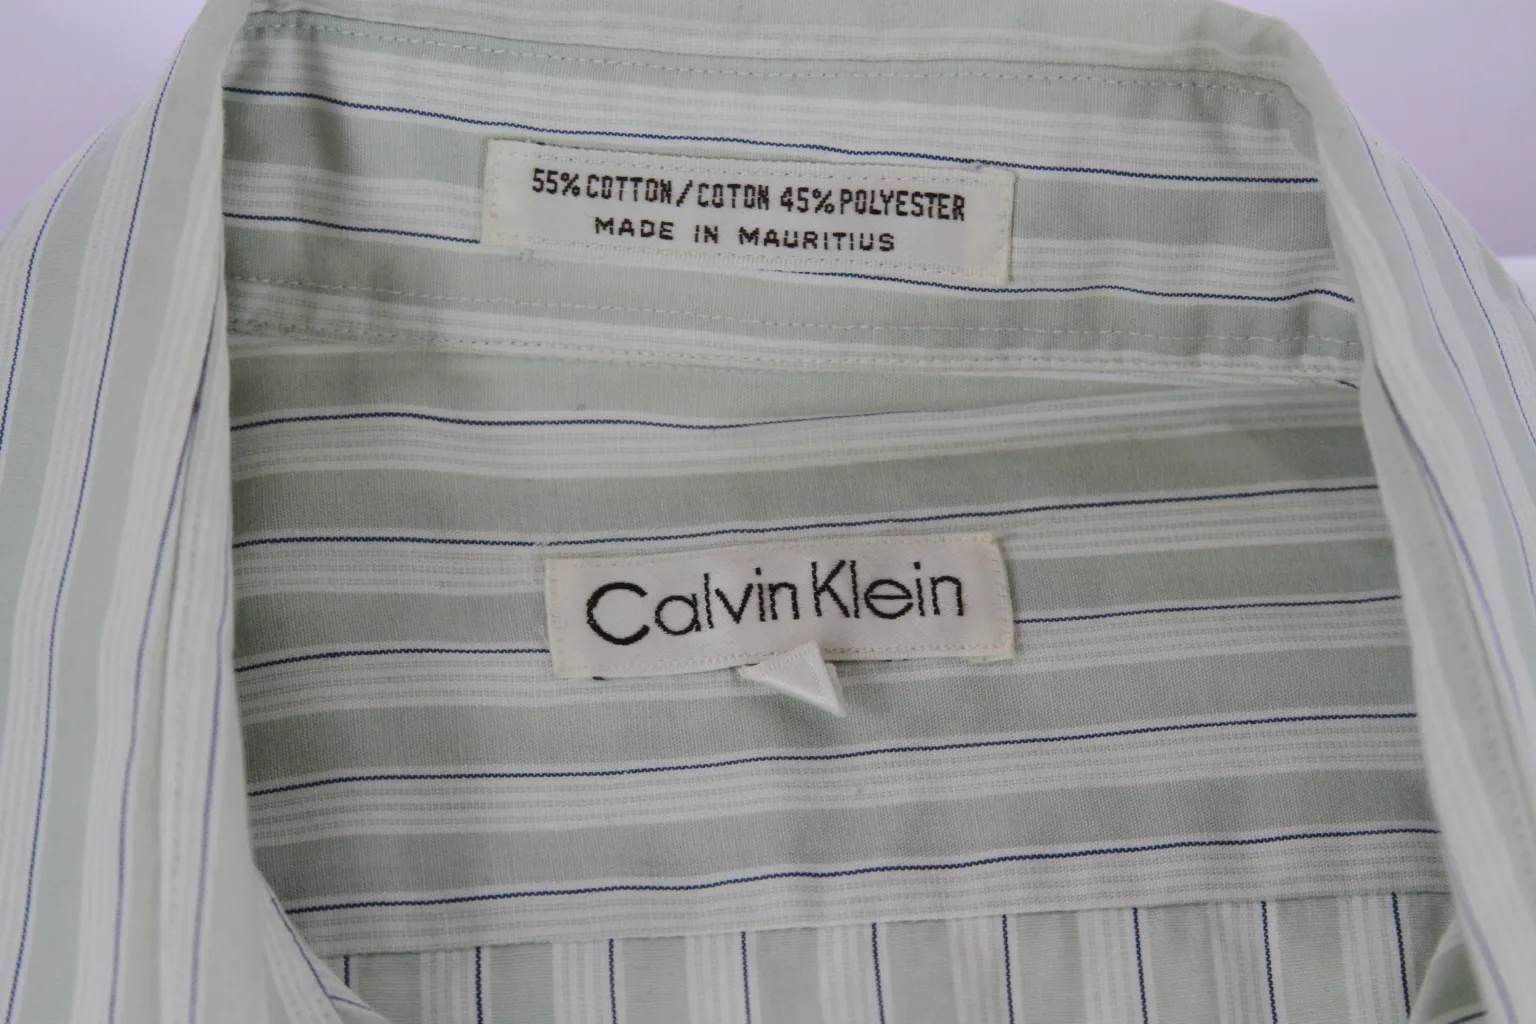 55% COTTON/COTON 45% POLYESTER
MADE IN MAURITIUS
Calvin Klein